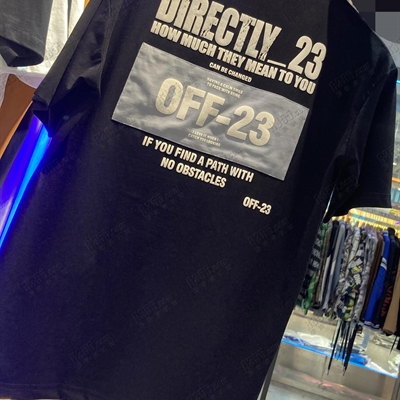 DIRECTLY_23
HOW MUCH THEY MEAN TO YOU
CAN BE CHANGED
OFF-23
IF YOU FIND A PATH WITH
NO OBSTACLES
OFF-23